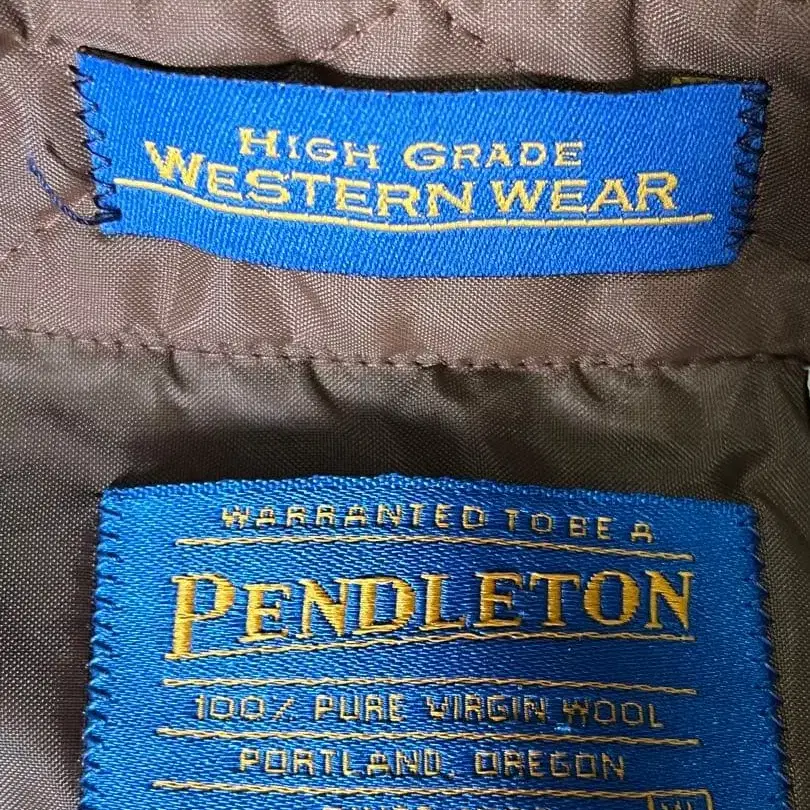 HIGH GRADE
WESTERN WEAR
WARRANTED TO BE A
PENDLETON
100% PURE VIRGIN WOOL
PORTLAND, OREGON